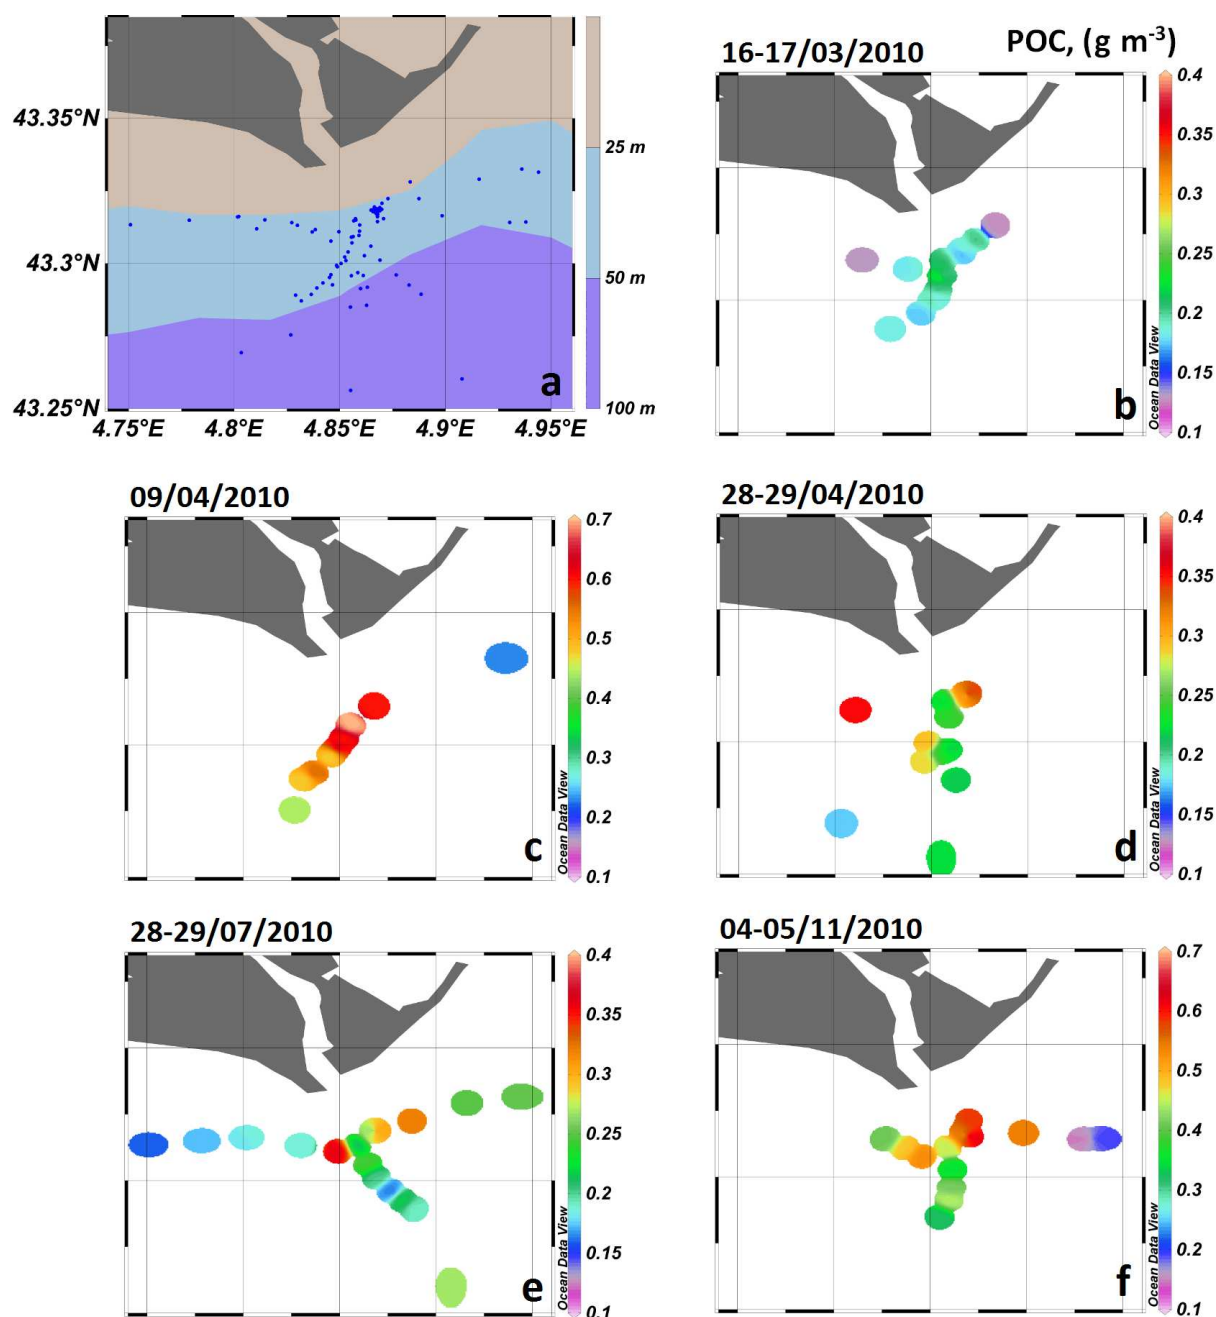 43.35°N
43.3°N
43.25°N
4.75°E 4.8°E 4.85°E 4.9°E 4.95°E
25 m
50 m
100 m
a
16-17/03/2010
POC, (g m-3)
0.4
0.35
0.3
0.25
0.2
0.15
0.1
Ocean Data View
b
09/04/2010
0.7
0.6
0.5
0.4
0.3
0.2
0.1
Ocean Data View
c
28-29/04/2010
0.4
0.35
0.3
0.25
0.2
0.15
0.1
Ocean Data View
d
28-29/07/2010
0.4
0.35
0.3
0.25
0.2
0.15
0.1
Ocean Data View
e
04-05/11/2010
0.7
0.6
0.5
0.4
0.3
0.2
0.1
Ocean Data View
f